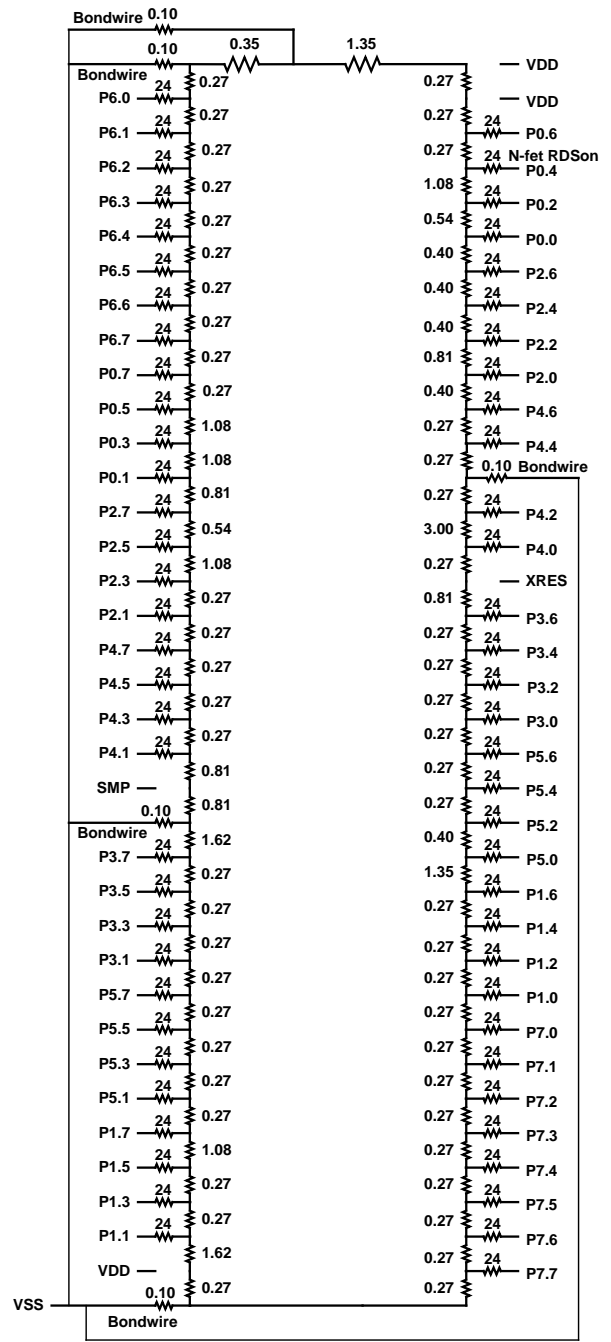 Bondwire 0.10
0.10 0.35 1.35
VDD
Bondwire 0.27 0.27
P6.0 24 VDD
0.27 0.27
P6.1 24 24 P0.6
0.27 0.27
P6.2 24 24 N-fet RDSon
P0.4
0.27 1.08
P6.3 24 24 P0.2
0.27 0.54
P6.4 24 24 P0.0
0.27 0.40
P6.5 24 24 P2.6
0.27 0.40
P6.6 24 24 P2.4
0.27 0.40
P6.7 24 24 P2.2
0.27 0.81
P0.7 24 24 P2.0
0.27 0.40
P0.5 24 24 P4.6
1.08 0.27
P0.3 24 24 P4.4
1.08 0.27
P0.1 24 0.10 Bondwire
0.81 0.27
P2.7 24 24 P4.2
0.54 3.00
P2.5 24 24 P4.0
1.08 0.27
P2.3 24 XRES
0.27 0.81
P2.1 24 24 P3.6
0.27 0.27
P4.7 24 24 P3.4
0.27 0.27
P4.5 24 24 P3.2
0.27 0.27
P4.3 24 24 P3.0
0.27 0.27
P4.1 24 24 P5.6
0.81 0.27
SMP 24 P5.4
0.81 0.27
0.10 24 P5.2
Bondwire 1.62 0.40
P3.7 24 24 P5.0
0.27 1.35
P3.5 24 24 P1.6
0.27 0.27
P3.3 24 24 P1.4
0.27 0.27
P3.1 24 24 P1.2
0.27 0.27
P5.7 24 24 P1.0
0.27 0.27
P5.5 24 24 P7.0
0.27 0.27
P5.3 24 24 P7.1
0.27 0.27
P5.1 24 24 P7.2
0.27 0.27
P1.7 24 24 P7.3
1.08 0.27
P1.5 24 24 P7.4
0.27 0.27
P1.3 24 24 P7.5
0.27 0.27
P1.1 24 24 P7.6
1.62 0.27
VDD 24 P7.7
0.27 0.27
VSS 0.10
Bondwire